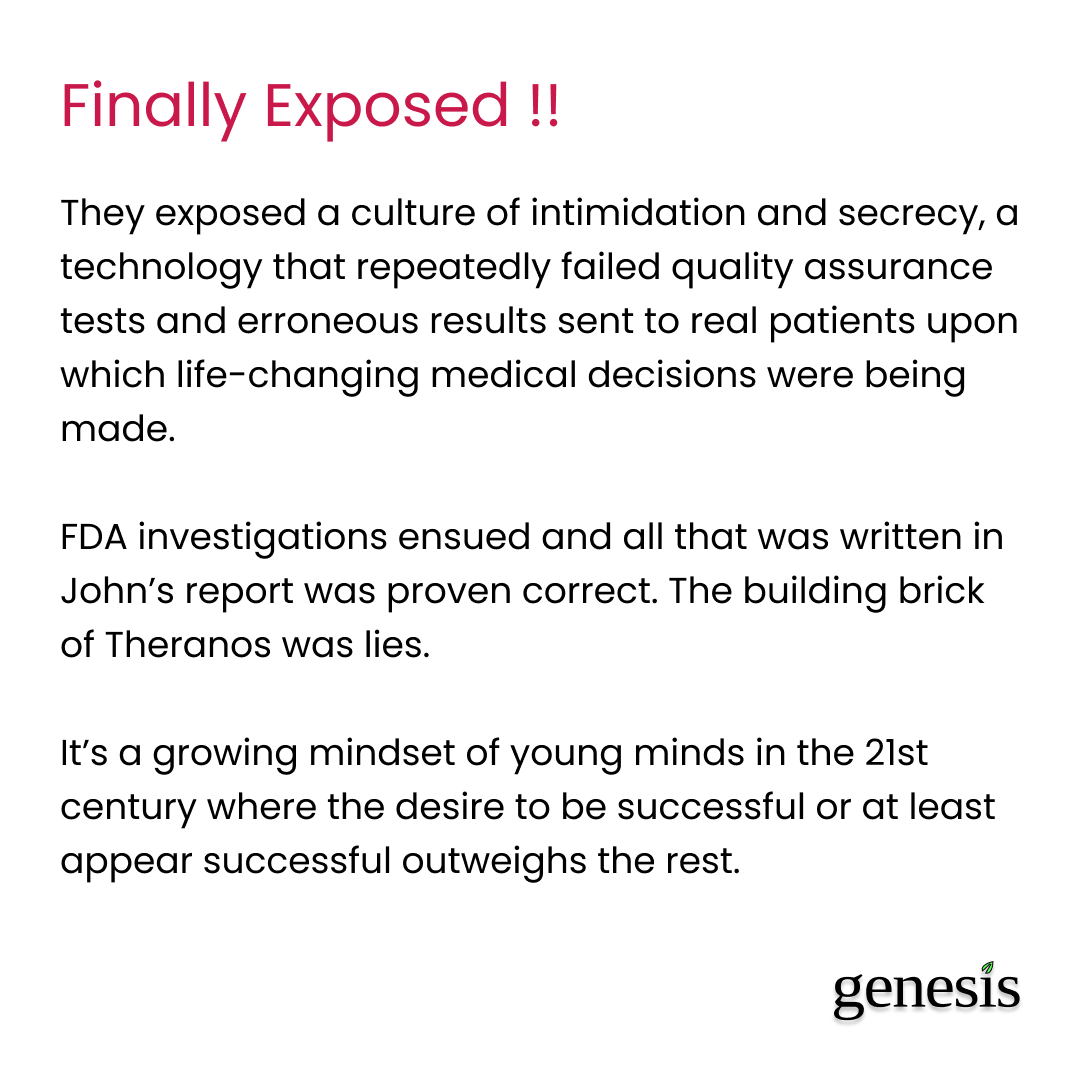 Finally Exposed !!
They exposed a culture of intimidation and secrecy, a
technology that repeatedly failed quality assurance
tests and erroneous results sent to real patients upon
which life-changing medical decisions were being
made.
FDA investigations ensued and all that was written in
John’s report was proven correct. The building brick
of Theranos was lies.
It’s a growing mindset of young minds in the 21st
century where the desire to be successful or at least
appear successful outweighs the rest.
genesis